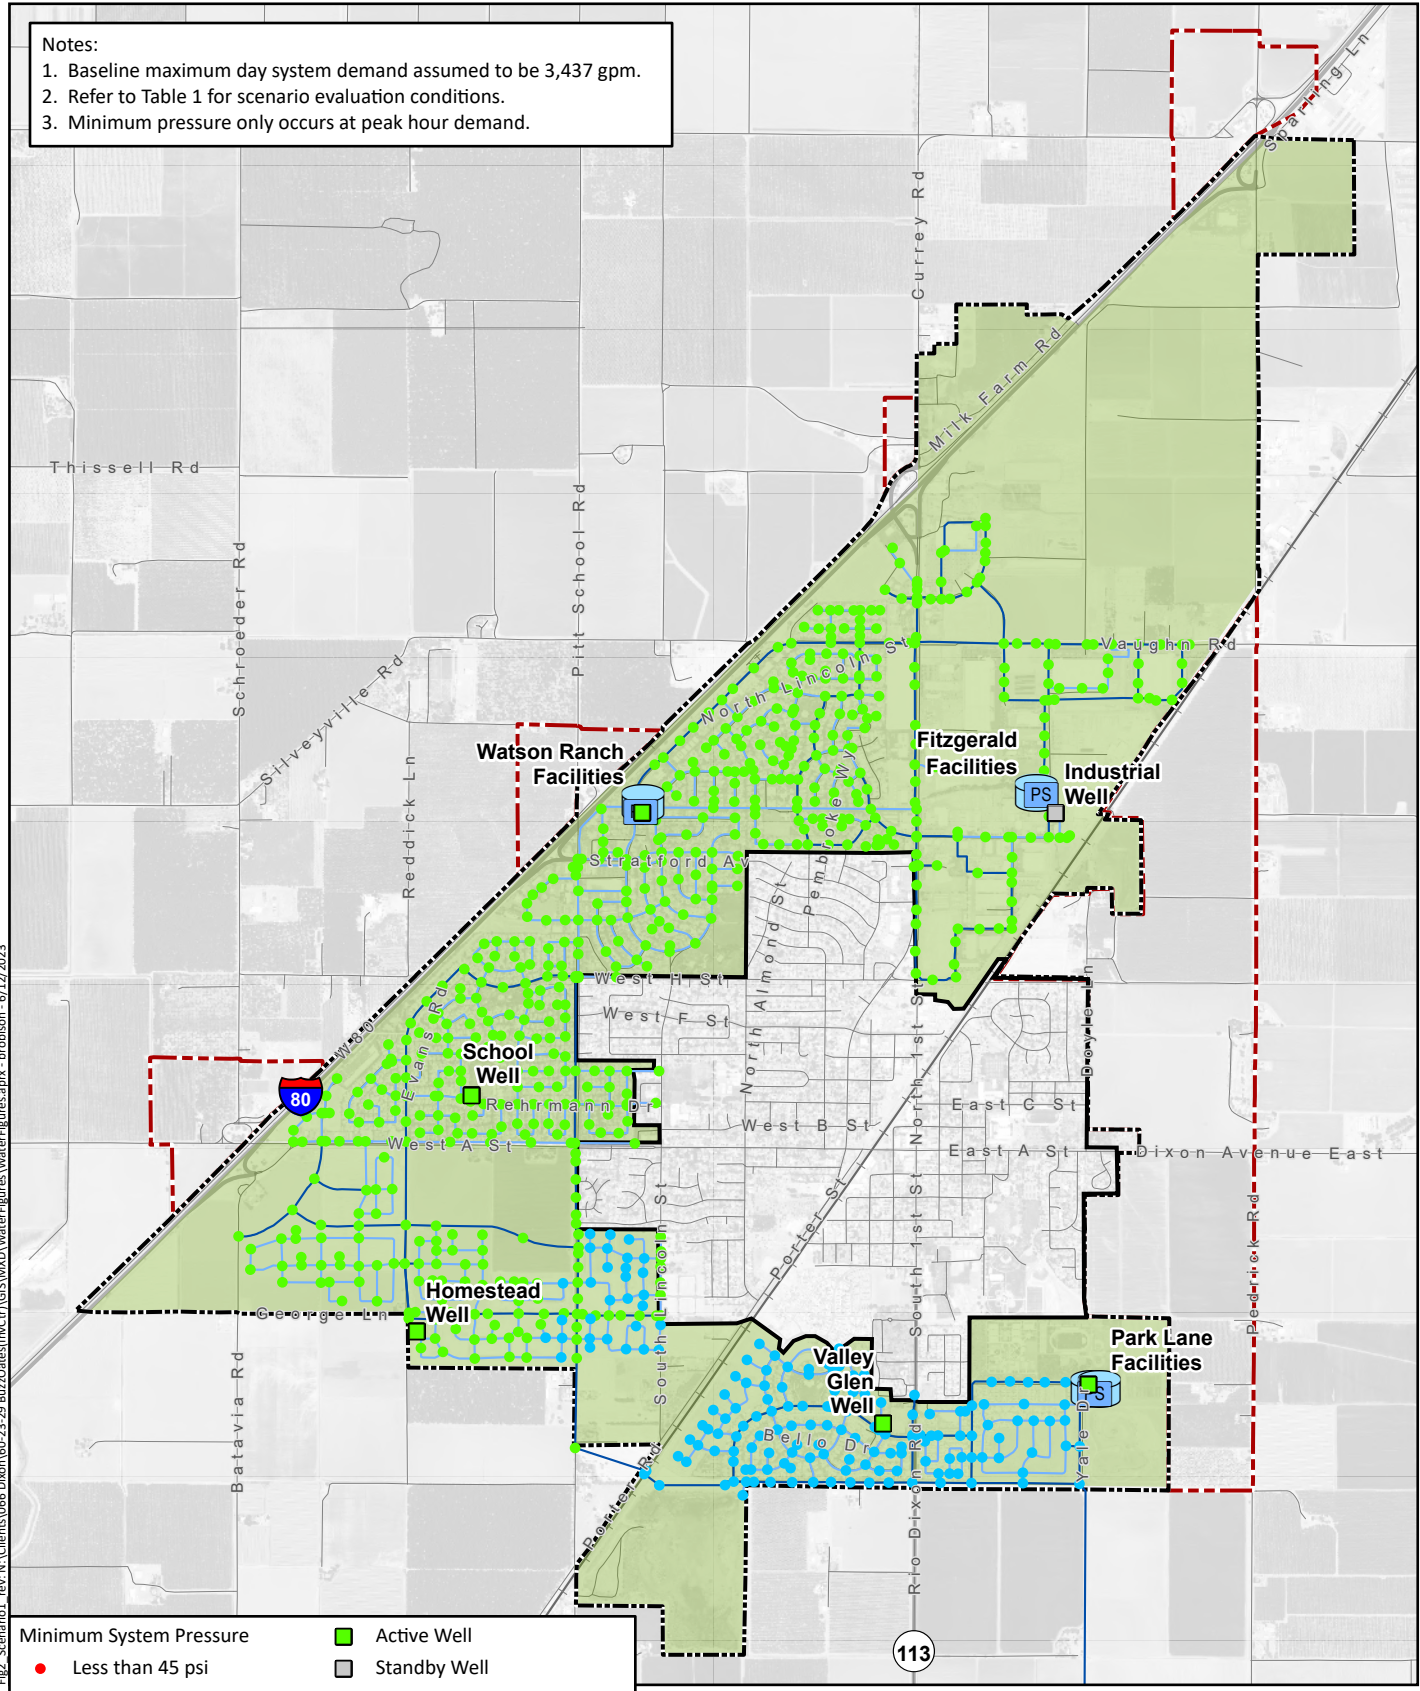 Notes:
1. Baseline maximum day system demand assumed to be 3,437 gpm.
2. Refer to Table 1 for scenario evaluation conditions.
3. Minimum pressure only occurs at peak hour demand.
Sparling Ln
Currey Rd
Milk Farm Rd
Thissell Rd
Pitt School Rd
Schroeder Rd
Silveyville Rd
Reddick Ln
North Lincoln St
Vaughn Rd
Watson Ranch
Facilities
Fitzgerald
Facilities
PS
Industrial
Well
Pembroke Wy
Stratford Av
North Almond St
West H St
West F St
Evans Rd
W 80
80
School
Well
Rehrmann Dr
West A St
West B St
North 1st St
Doyle Ln
East C St
East A St
Dixon Avenue East
Pedrick Rd
Porter St
South 1st St
South Lincoln St
Homestead
Well
George Ln
Batavia Rd
Valley
Glen
Well
Bello Dr
Park Lane
Facilities
PS
Yale Dr
Porter Rd
Rio Dixon Rd
113
Minimum System Pressure
Less than 45 psi
Active Well
Standby Well